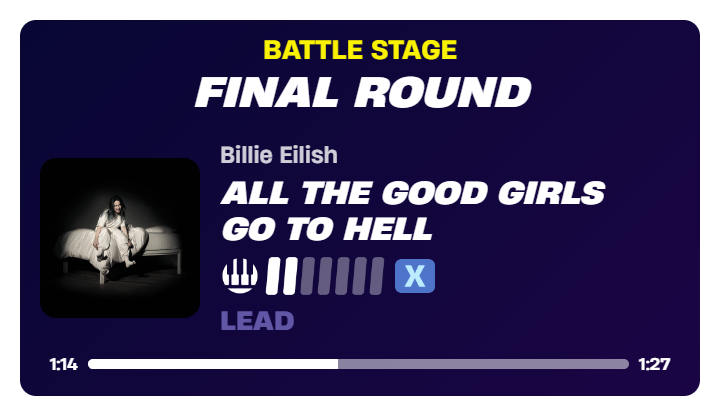 BATTLE STAGE
FINAL ROUND
Billie Eilish
ALL THE GOOD GIRLS
GO TO HELL
X
LEAD
1:14
1:27